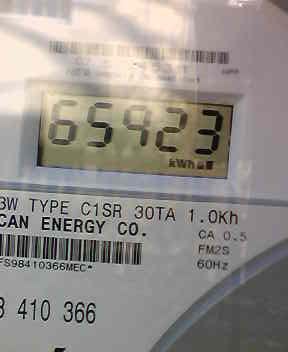 65923
kWh
3W TYPE C1SR 30TA 1.0Kh
CAN ENERGY CO.
CA 0.5
FM2S
60Hz
FS98410366MEC*
8 410 366